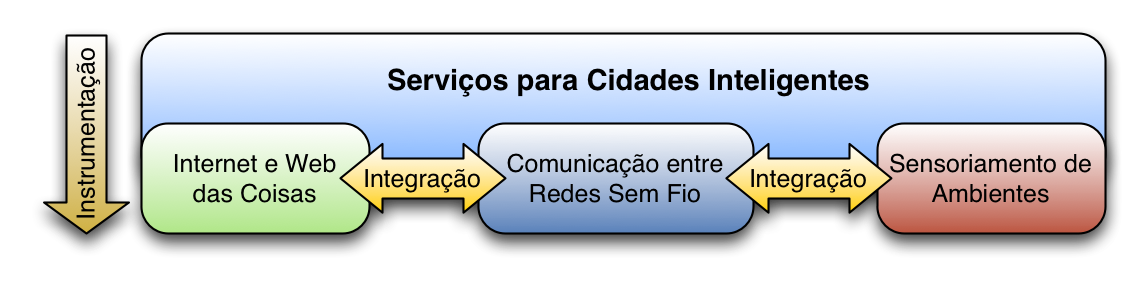 Instrumentação
Serviços para Cidades Inteligentes
Internet e Web
das Coisas
Integração
Comunicação entre
Redes Sem Fio
Integração
Sensoriamento de
Ambientes